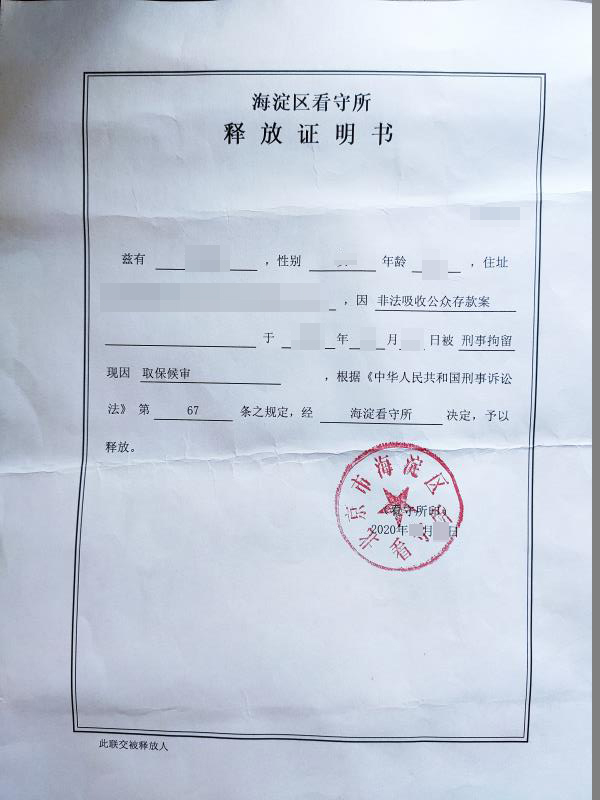 海淀区看守所
释放证明书
兹有 ，性别 年龄 ，住址
，因 非法吸收公众存款案
于 年 月 日被 刑事拘留
现因 取保候审 ，根据《中华人民共和国刑事诉讼
法》第 67 条之规定，经 海淀看守所 决定，予以
释放。
北京市海淀区看守所
（看守所印）
2020年 月 日
此联交被释放人